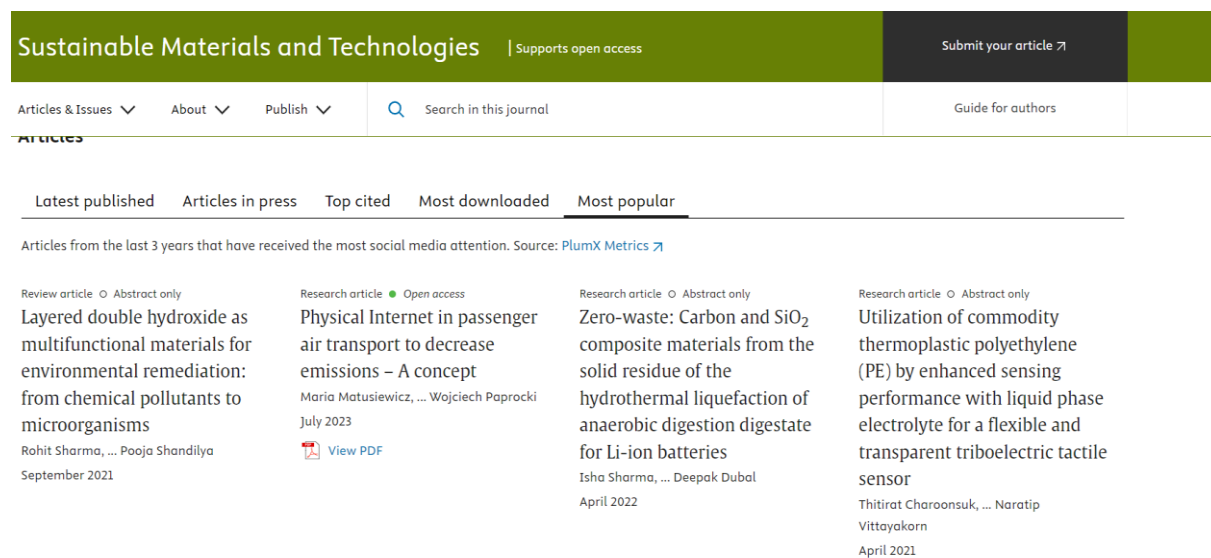 Sustainable Materials and Technologies | Supports open access
Submit your article ↗
Articles & Issues
About
Publish
Search in this journal
Guide for authors
Articles
Latest published
Articles in press
Top cited
Most downloaded
Most popular
Articles from the last 3 years that have received the most social media attention. Source: PlumX Metrics ↗
Review article ○ Abstract only
Layered double hydroxide as
multifunctional materials for
environmental remediation:
from chemical pollutants to
microorganisms
Rohit Sharma, ... Pooja Shandilya
September 2021
Research article ● Open access
Physical Internet in passenger
air transport to decrease
emissions – A concept
Maria Matusiewicz, ... Wojciech Paprocki
July 2023
View PDF
Research article ○ Abstract only
Zero-waste: Carbon and SiO₂
composite materials from the
solid residue of the
hydrothermal liquefaction of
anaerobic digestion digestate
for Li-ion batteries
Isha Sharma, ... Deepak Dubal
April 2022
Research article ○ Abstract only
Utilization of commodity
thermoplastic polyethylene
(PE) by enhanced sensing
performance with liquid phase
electrolyte for a flexible and
transparent triboelectric tactile
sensor
Thitirat Charoonsuk, ... Naratip
Vittayakorn
April 2021